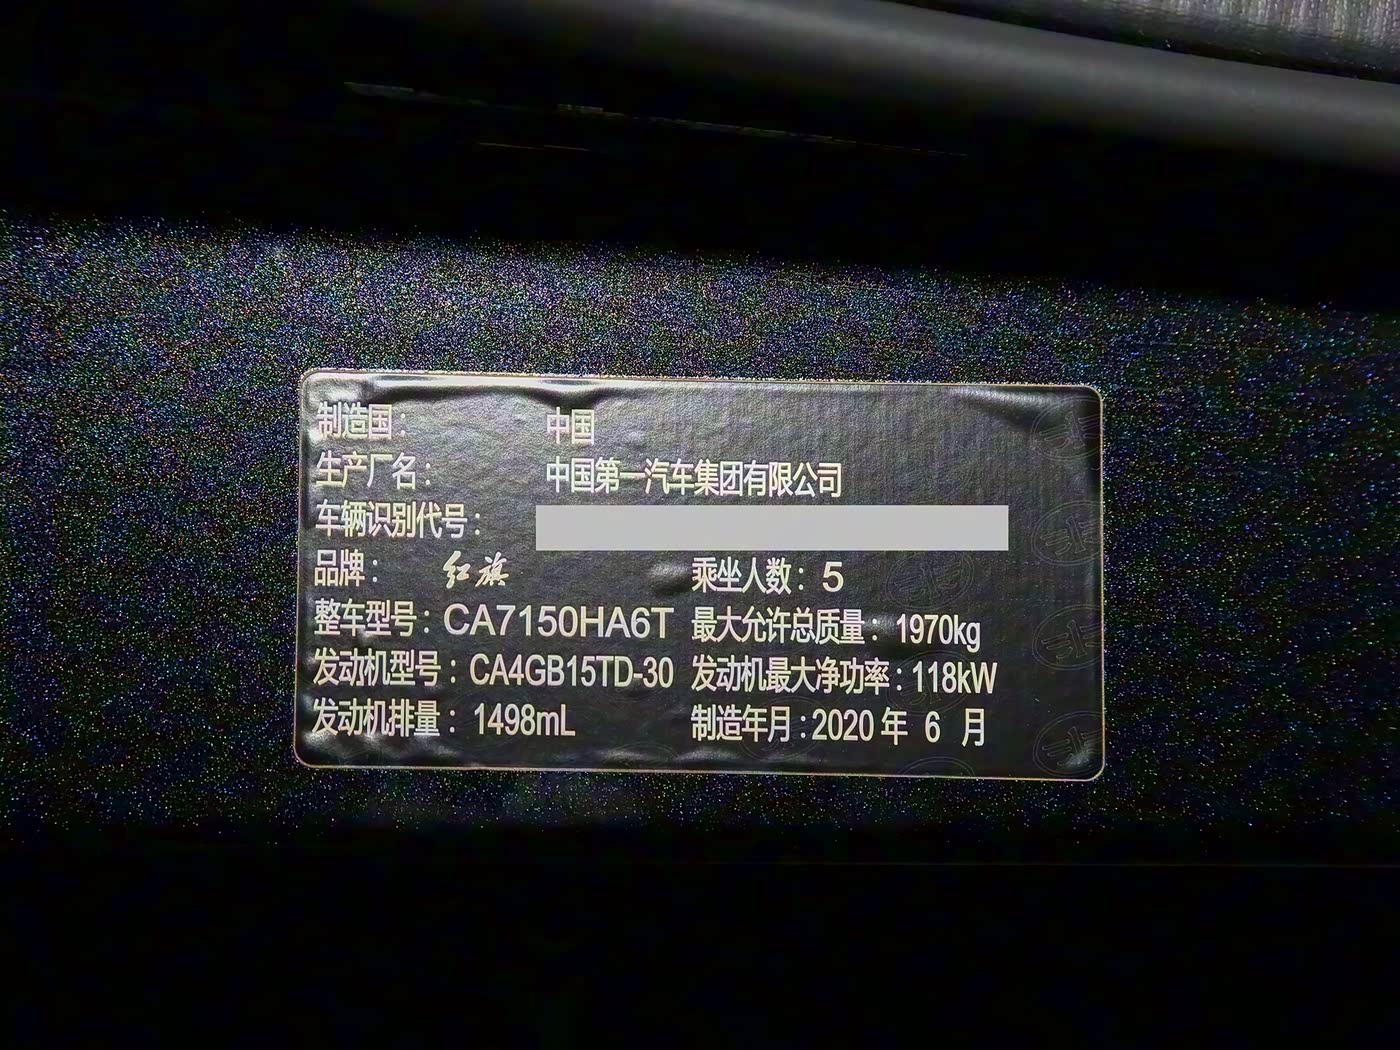 制造国： 中国
生产厂名： 中国第一汽车集团有限公司
车辆识别代号：
品牌： 红旗 乘坐人数：5
整车型号：CA7150HA6T 最大允许总质量：1970kg
发动机型号：CA4GB15TD-30 发动机最大净功率：118kW
发动机排量：1498mL 制造年月：2020年 6 月